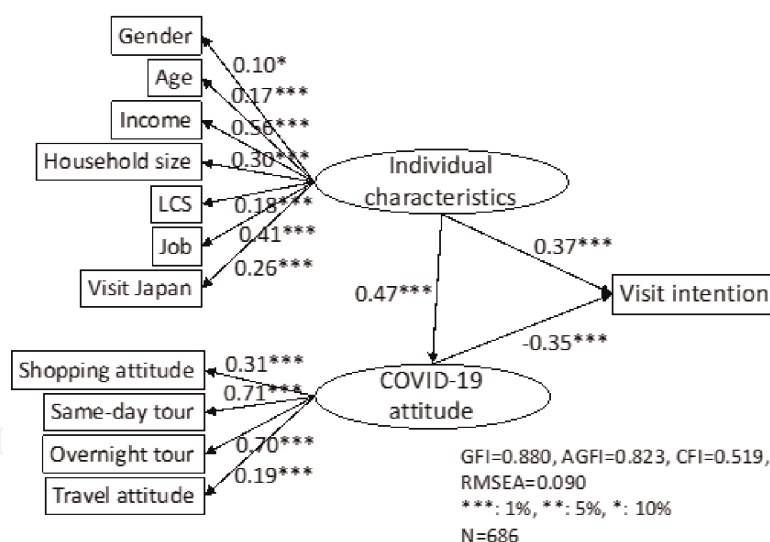 Gender
0.10*
Age
0.17***
Income
0.56***
Household size
0.30***
Individual
characteristics
LCS
0.18***
Job
0.41***
0.37***
Visit Japan
0.26***
0.47***
Visit intention
-0.35***
Shopping attitude
0.31***
COVID-19
attitude
Same-day tour
0.71***
Overnight tour
0.70***
Travel attitude
0.19***
GFI=0.880, AGFI=0.823, CFI=0.519,
RMSEA=0.090
***: 1%, **: 5%, *: 10%
N=686